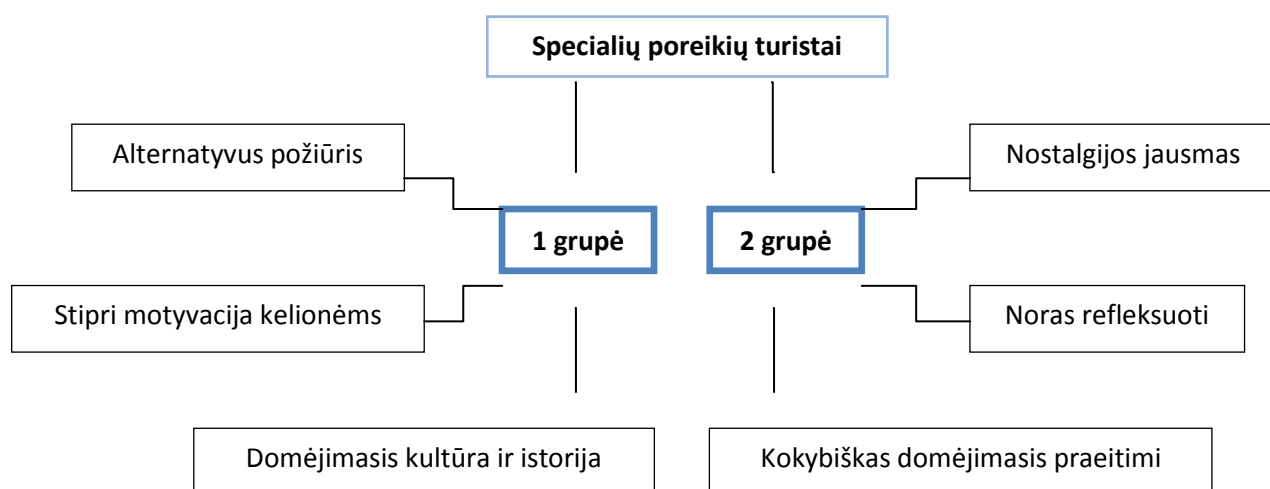 Specialių poreikių turistai
Alternatyvus požiūris
Nostalgijos jausmas
1 grupė
2 grupė
Stipri motyvacija kelionėms
Noras refleksuoti
Domėjimasis kultūra ir istorija
Kokybiškas domėjimasis praeitimi